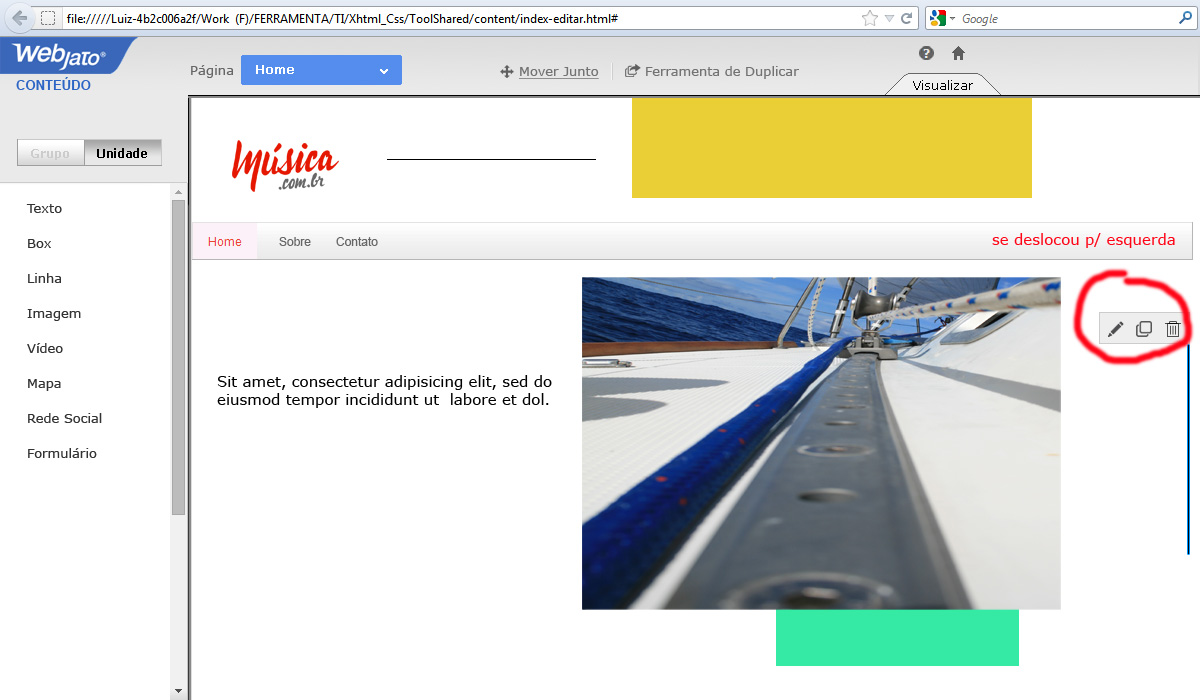 file://///Luiz-4b2c006a2f/Work (F)/FERRAMENTA/TI/Xhtml_Css/ToolShared/content/index-editar.html#
Google
Webjato®
CONTEÚDO
Página
Home
Mover Junto
Ferramenta de Duplicar
Visualizar
Grupo
Unidade
Texto
Box
Linha
Imagem
Vídeo
Mapa
Rede Social
Formulário
música
.com.br
Home
Sobre
Contato
se deslocou p/ esquerda
Sit amet, consectetur adipisicing elit, sed do
eiusmod tempor incididunt ut  labore et dol.